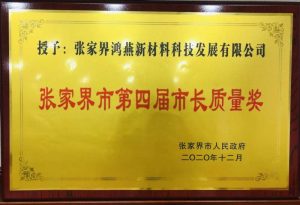 授予：张家界鸿燕新材料科技发展有限公司
张家界市第四届市长质量奖
张家界市人民政府
二〇二〇年十二月